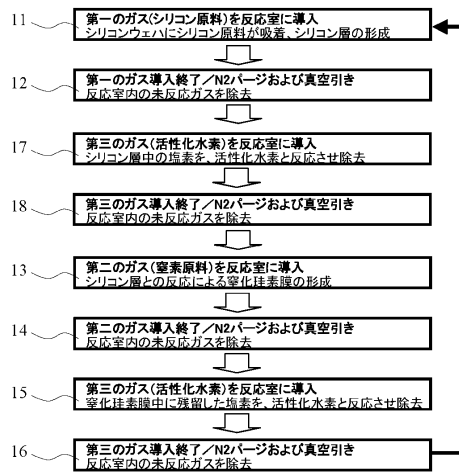 11
第一のガス(シリコン原料)を反応室に導入
シリコンウェハにシリコン原料が吸着、シリコン層の形成
12
第一のガス導入終了／N2パージおよび真空引き
反応室内の未反応ガスを除去
17
第三のガス(活性化水素)を反応室に導入
シリコン層中の塩素を、活性化水素と反応させ除去
18
第三のガス導入終了／N2パージおよび真空引き
反応室内の未反応ガスを除去
13
第二のガス(窒素原料)を反応室に導入
シリコン層との反応による窒化珪素膜の形成
14
第二のガス導入終了／N2パージおよび真空引き
反応室内の未反応ガスを除去
15
第三のガス(活性化水素)を反応室に導入
窒化珪素膜中に残留した塩素を、活性化水素と反応させ除去
16
第三のガス導入終了／N2パージおよび真空引き
反応室内の未反応ガスを除去